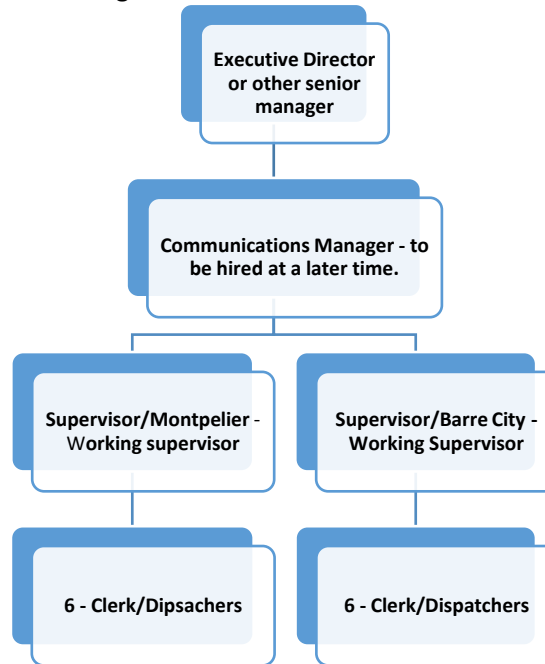 Executive Director
or other senior
manager
Communications Manager - to
be hired at a later time.
Supervisor/Montpelier -
Working supervisor
Supervisor/Barre City -
Working Supervisor
6 - Clerk/Dipsachers
6 - Clerk/Dispatchers